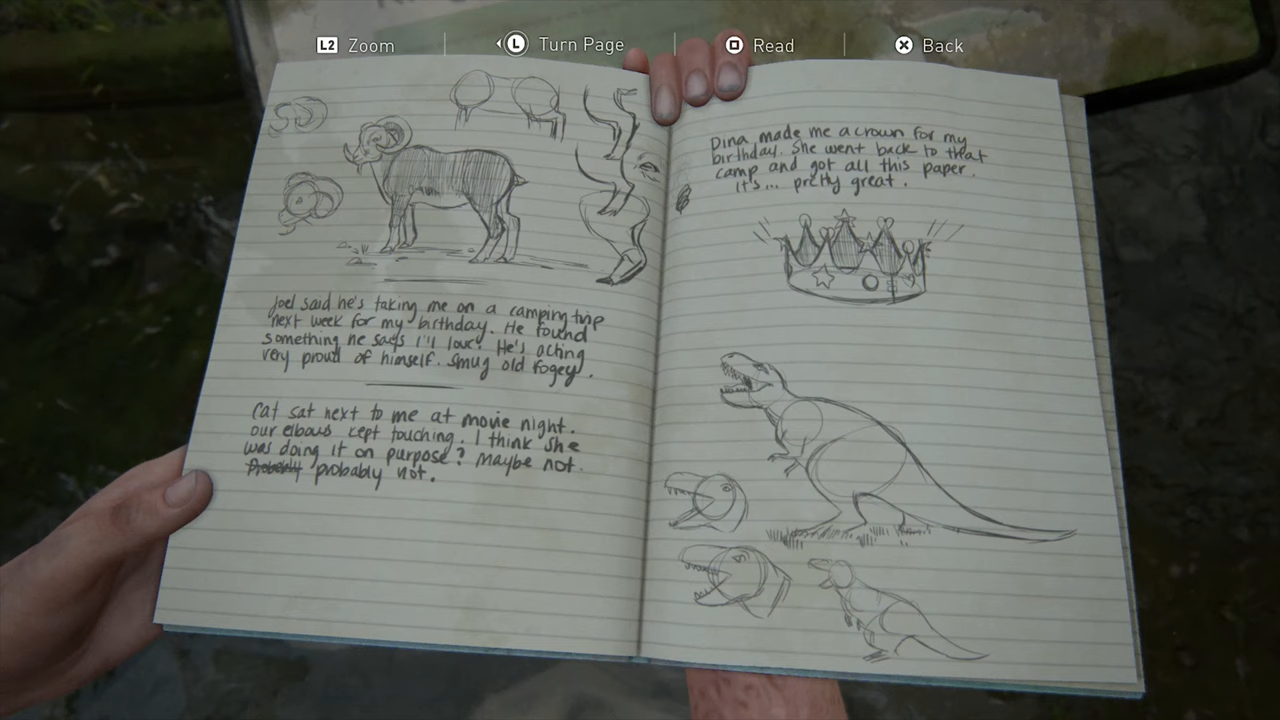 L2 Zoom
L Turn Page
Read
Back
Joel said he's taking me on a camping trip
next week for my birthday. He found
something he says I'll love. He's acting
very proud of himself. Smug old fogey.
Cat sat next to me at movie night.
our elbows kept touching. I think she
was doing it on purpose? Maybe not.
Probably probably not.
Dina made me a crown for my
birthday. She went back to that
camp and got all this paper.
It's... pretty great.